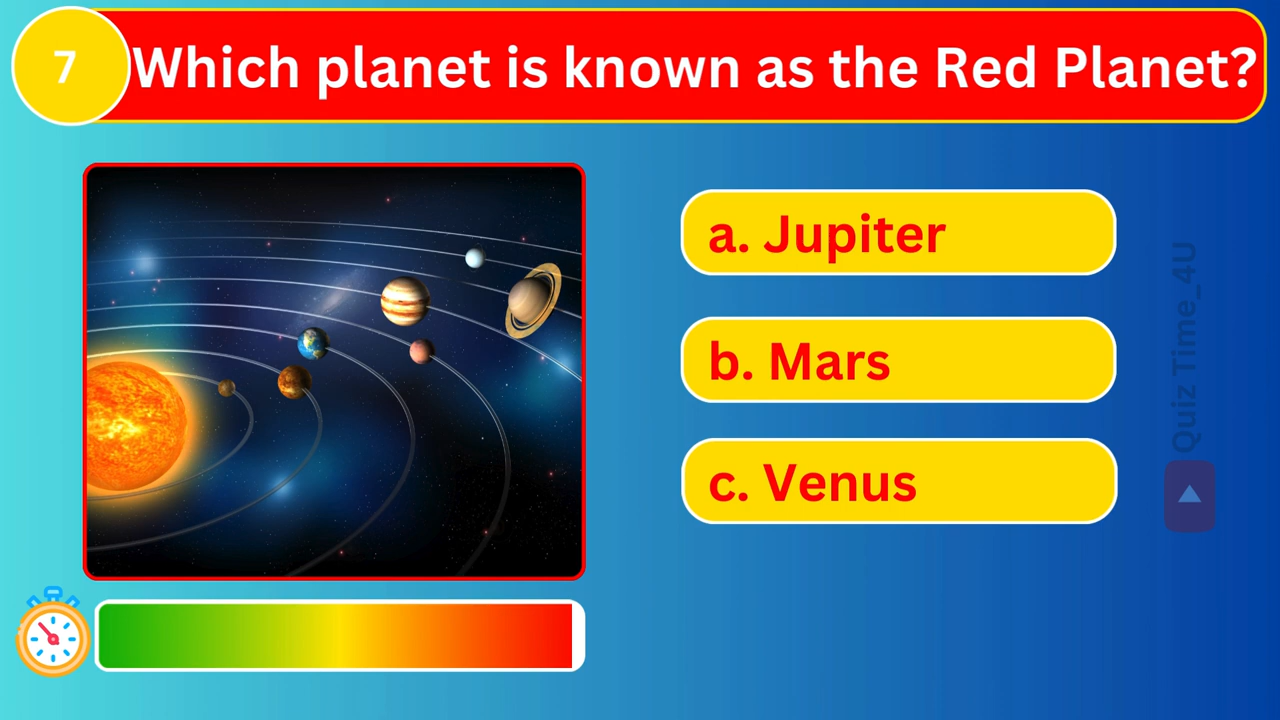 7
Which planet is known as the Red Planet?
a. Jupiter
b. Mars
c. Venus
Quiz Time_4U